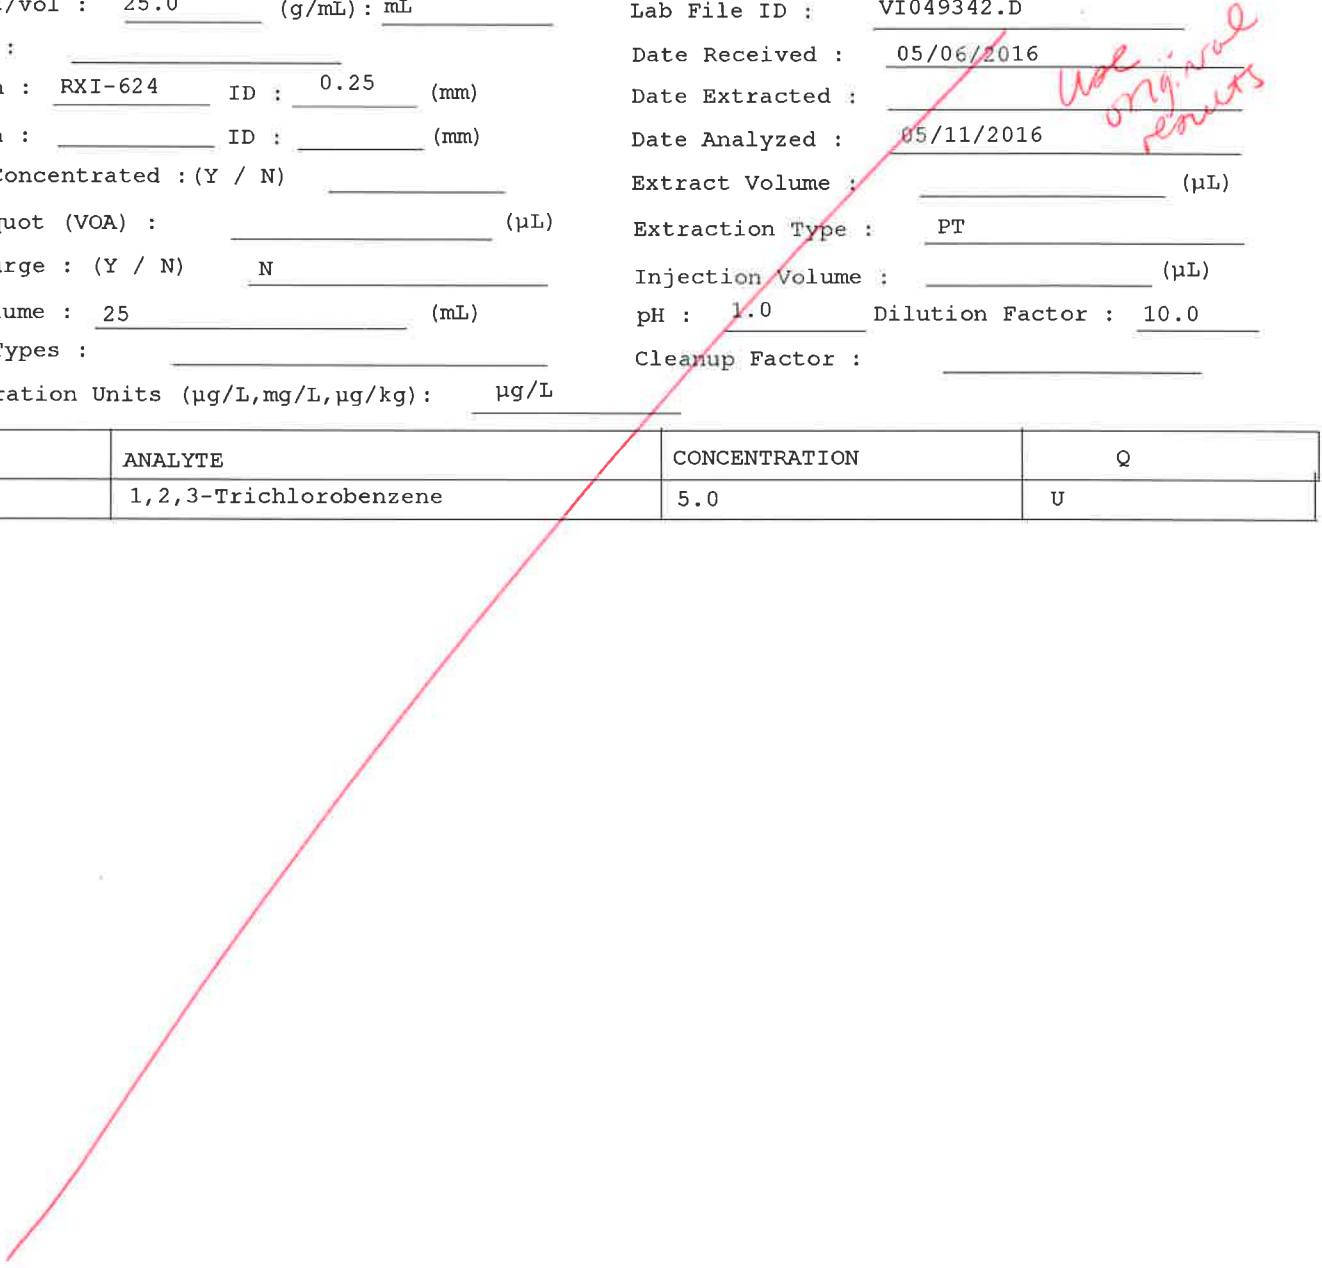 /vol : 25.0 (g/mL) : mL Lab File ID : VI049342.D
: Date Received : 05/06/2016
: RXI-624 ID : 0.25 (mm) Date Extracted :
use original results
: ID : (mm) Date Analyzed : 05/11/2016
Concentrated : (Y / N) Extract Volume : (µL)
quot (VOA) : (µL) Extraction Type : PT
urge : (Y / N) N Injection Volume : (µL)
ume : 25 (mL) pH : 1.0 Dilution Factor : 10.0
Types : Cleanup Factor :
ration Units (µg/L,mg/L,µg/kg): µg/L
ANALYTE CONCENTRATION Q
1,2,3-Trichlorobenzene 5.0 U